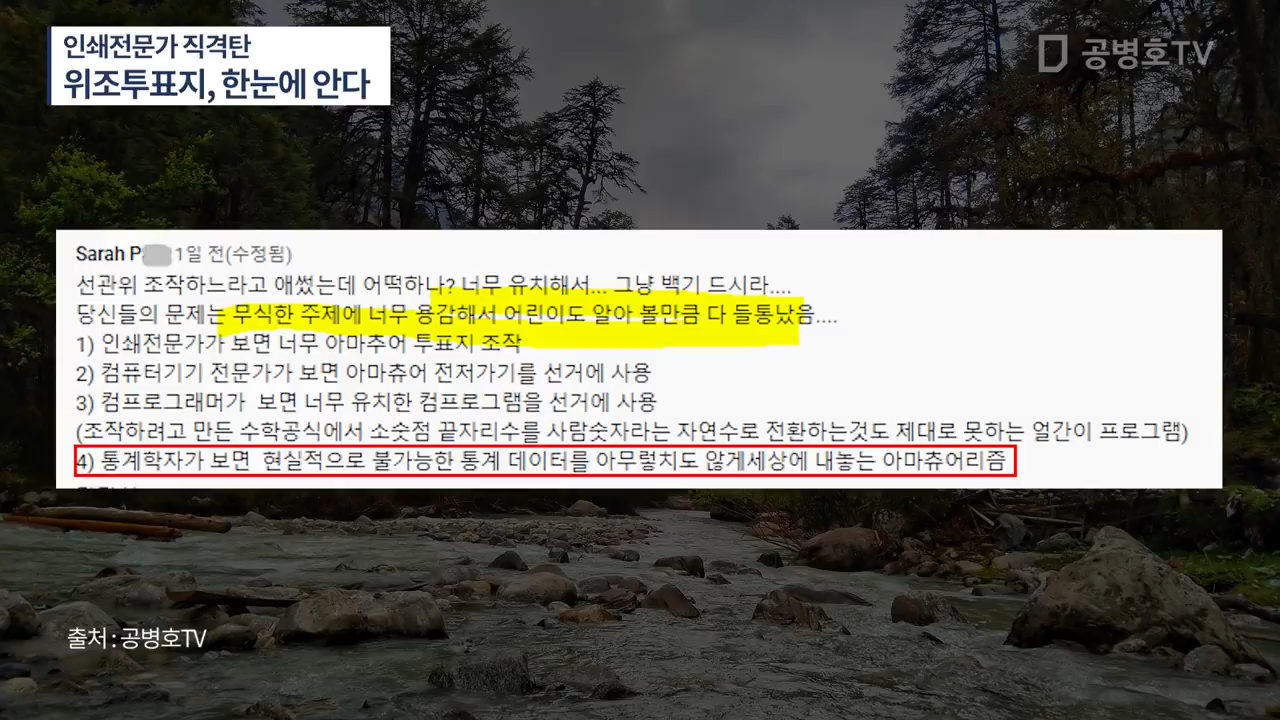 인쇄전문가 직격탄
위조투표지, 한눈에 안다
공병호TV
Sarah P 1일 전(수정됨)
선관위 조작하느라고 애썼는데 어떡하나? 너무 유치해서... 그냥 백기 드시라....
당신들의 문제는 무식한 주제에 너무 용감해서 어린이도 알아 볼만큼 다 들통났음....
1) 인쇄전문가가 보면 너무 아마추어 투표지 조작
2) 컴퓨터기기 전문가가 보면 아마츄어 전저가기를 선거에 사용
3) 컴프로그래머가 보면 너무 유치한 컴프로그램을 선거에 사용
(조작하려고 만든 수학공식에서 소숫점 끝자리수를 사람숫자라는 자연수로 전환하는것도 제대로 못하는 얼간이 프로그램)
4) 통계학자가 보면 현실적으로 불가능한 통계 데이터를 아무렇치도 않게세상에 내놓는 아마츄어리즘
출처 : 공병호TV